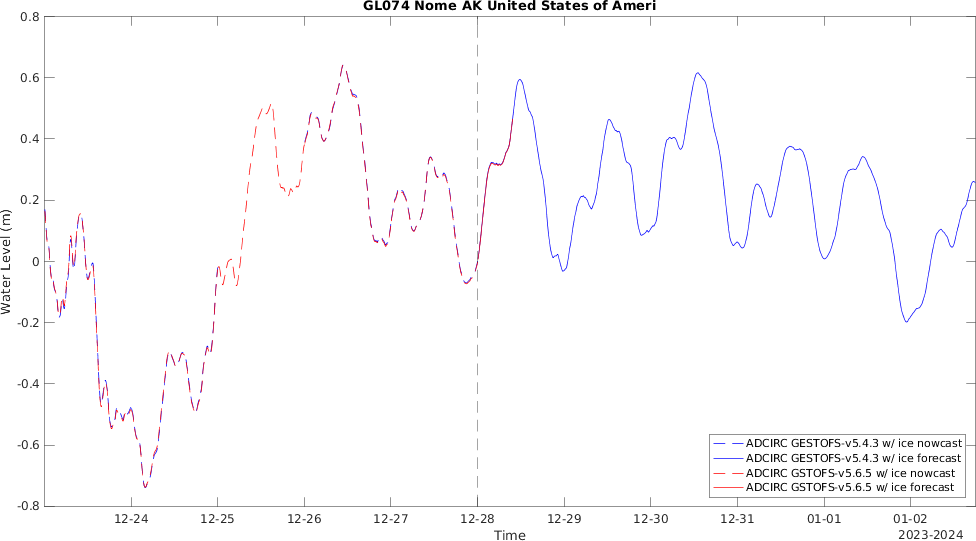 GL074 Nome AK United States of Ameri
0.8
0.6
0.4
0.2
0
-0.2
-0.4
-0.6
-0.8
Water Level (m)
12-24 12-25 12-26 12-27 12-28 12-29 12-30 12-31 01-01 01-02
Time
2023-2024
ADCIRC GESTOFS-v5.4.3 w/ ice nowcast
ADCIRC GESTOFS-v5.4.3 w/ ice forecast
ADCIRC GSTOFS-v5.6.5 w/ ice nowcast
ADCIRC GSTOFS-v5.6.5 w/ ice forecast